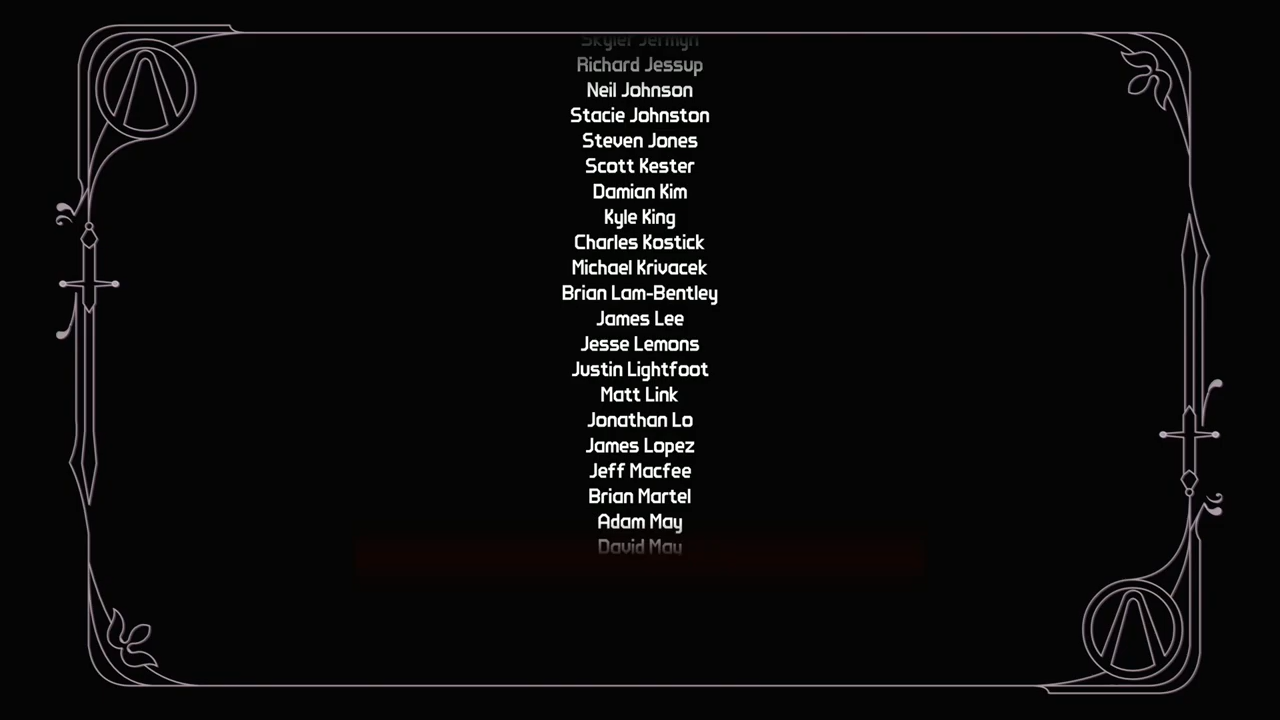 Skyler Jermyn
Richard Jessup
Neil Johnson
Stacie Johnston
Steven Jones
Scott Kester
Damian Kim
Kyle King
Charles Kostick
Michael Krivacek
Brian Lam-Bentley
James Lee
Jesse Lemons
Justin Lightfoot
Matt Link
Jonathan Lo
James Lopez
Jeff Macfee
Brian Martel
Adam May
David May